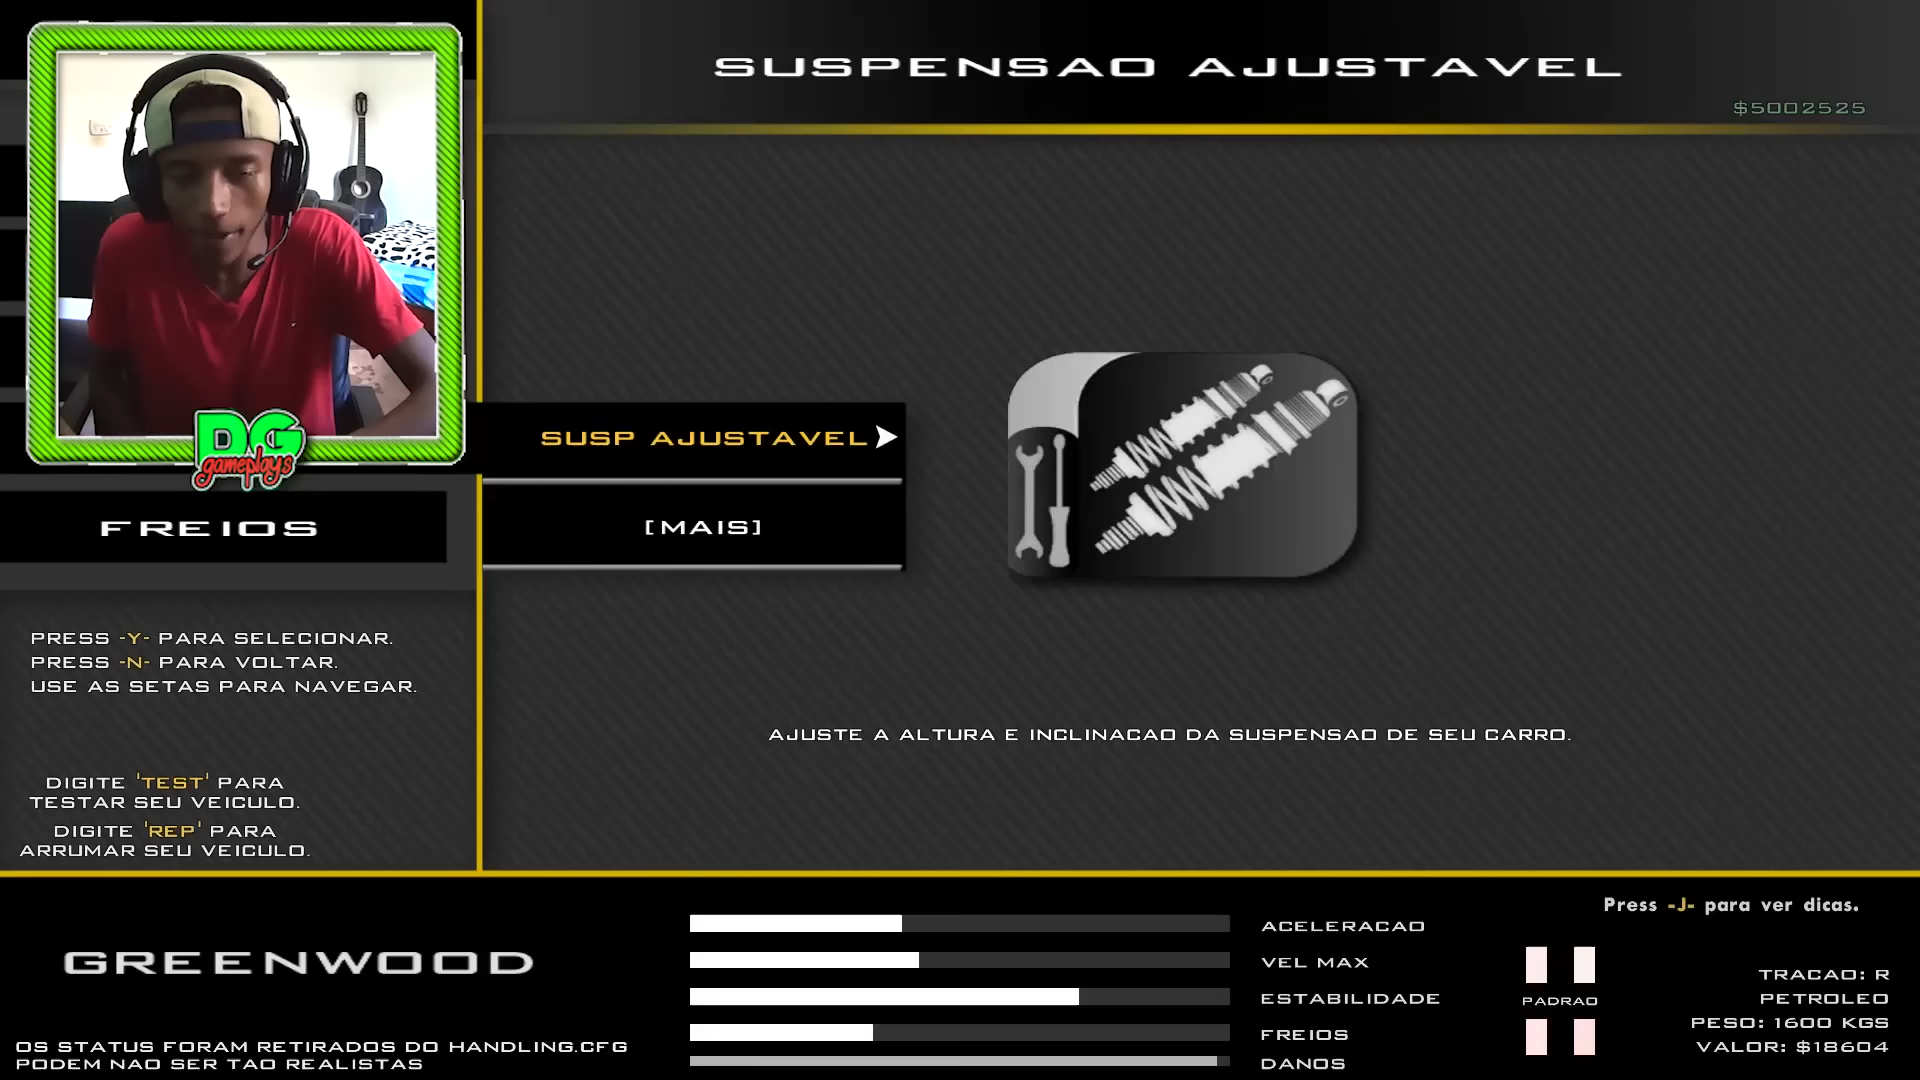 SUSPENSAO AJUSTAVEL
$5002525
DG
gameplays
SUSP AJUSTAVEL
[MAIS]
FREIOS
PRESS -Y- PARA SELECIONAR.
PRESS -N- PARA VOLTAR.
USE AS SETAS PARA NAVEGAR.
DIGITE 'TEST' PARA
TESTAR SEU VEICULO.
DIGITE 'REP' PARA
ARRUMAR SEU VEICULO.
AJUSTE A ALTURA E INCLINACAO DA SUSPENSAO DE SEU CARRO.
GREENWOOD
OS STATUS FORAM RETIRADOS DO HANDLING.CFG
PODEM NAO SER TAO REALISTAS
ACELERACAO
VEL MAX
ESTABILIDADE
FREIOS
DANOS
PADRAO
Press -J- para ver dicas.
TRACAO: R
PETROLEO
PESO: 1600 KGS
VALOR: $18604